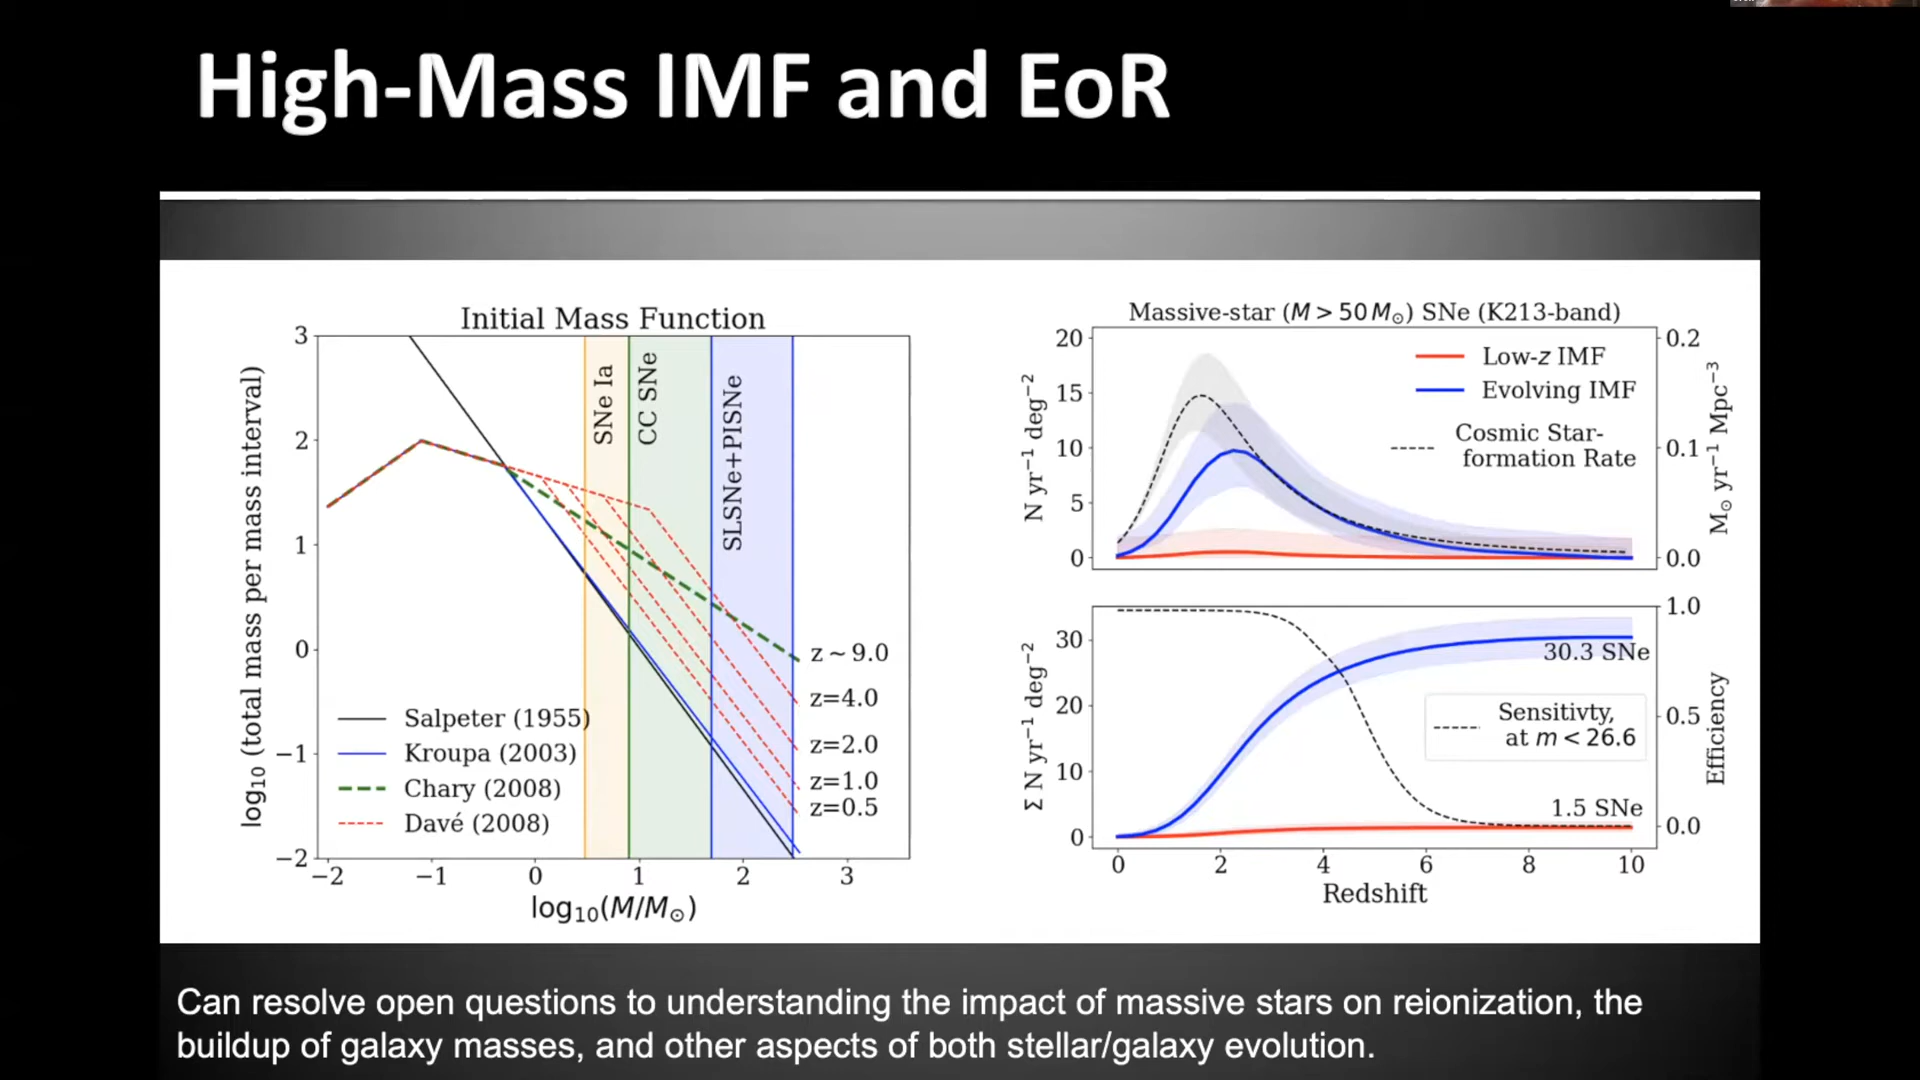 High-Mass IMF and EoR
Initial Mass Function
3
2
1
0
−1
−2
log₁₀ (total mass per mass interval)
SNe Ia
CC SNe
SLSNe+PISNe
z ~ 9.0
z=4.0
z=2.0
z=1.0
z=0.5
Salpeter (1955)
Kroupa (2003)
Chary (2008)
Davé (2008)
−2 −1 0 1 2 3
log₁₀(M/M⊙)
Massive-star (M > 50 M⊙) SNe (K213-band)
20
15
10
5
0
N yr⁻¹ deg⁻²
Low-z IMF
Evolving IMF
Cosmic Star-
formation Rate
0.2
0.1
0.0
M⊙ yr⁻¹ Mpc⁻³
30
20
10
0
Σ N yr⁻¹ deg⁻²
30.3 SNe
Sensitivty,
at m < 26.6
1.5 SNe
1.0
0.5
0.0
Efficiency
0 2 4 6 8 10
Redshift
Can resolve open questions to understanding the impact of massive stars on reionization, the
buildup of galaxy masses, and other aspects of both stellar/galaxy evolution.